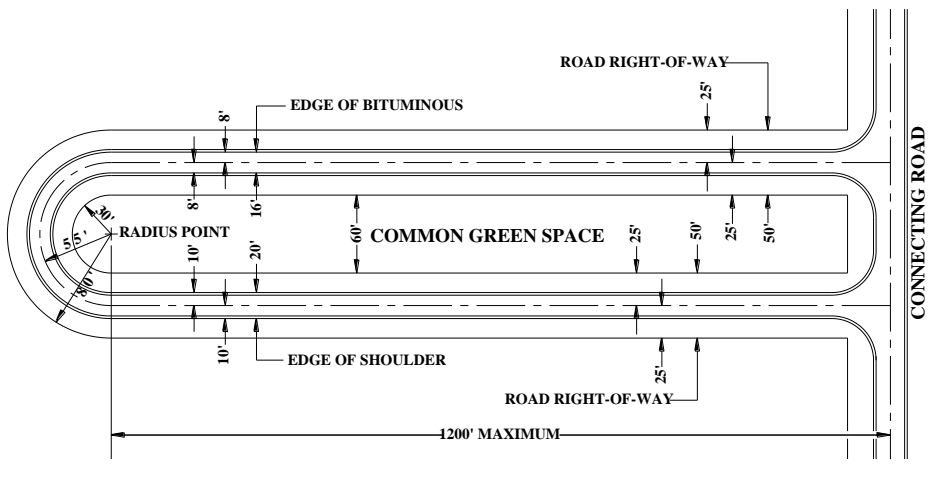 ROAD RIGHT-OF-WAY
25'
EDGE OF BITUMINOUS
8'
8'
16'
25'
50'
30'
RADIUS POINT
55'
80'
10'
20'
60'
COMMON GREEN SPACE
25'
50'
CONNECTING ROAD
10'
EDGE OF SHOULDER
25'
ROAD RIGHT-OF-WAY
1200' MAXIMUM